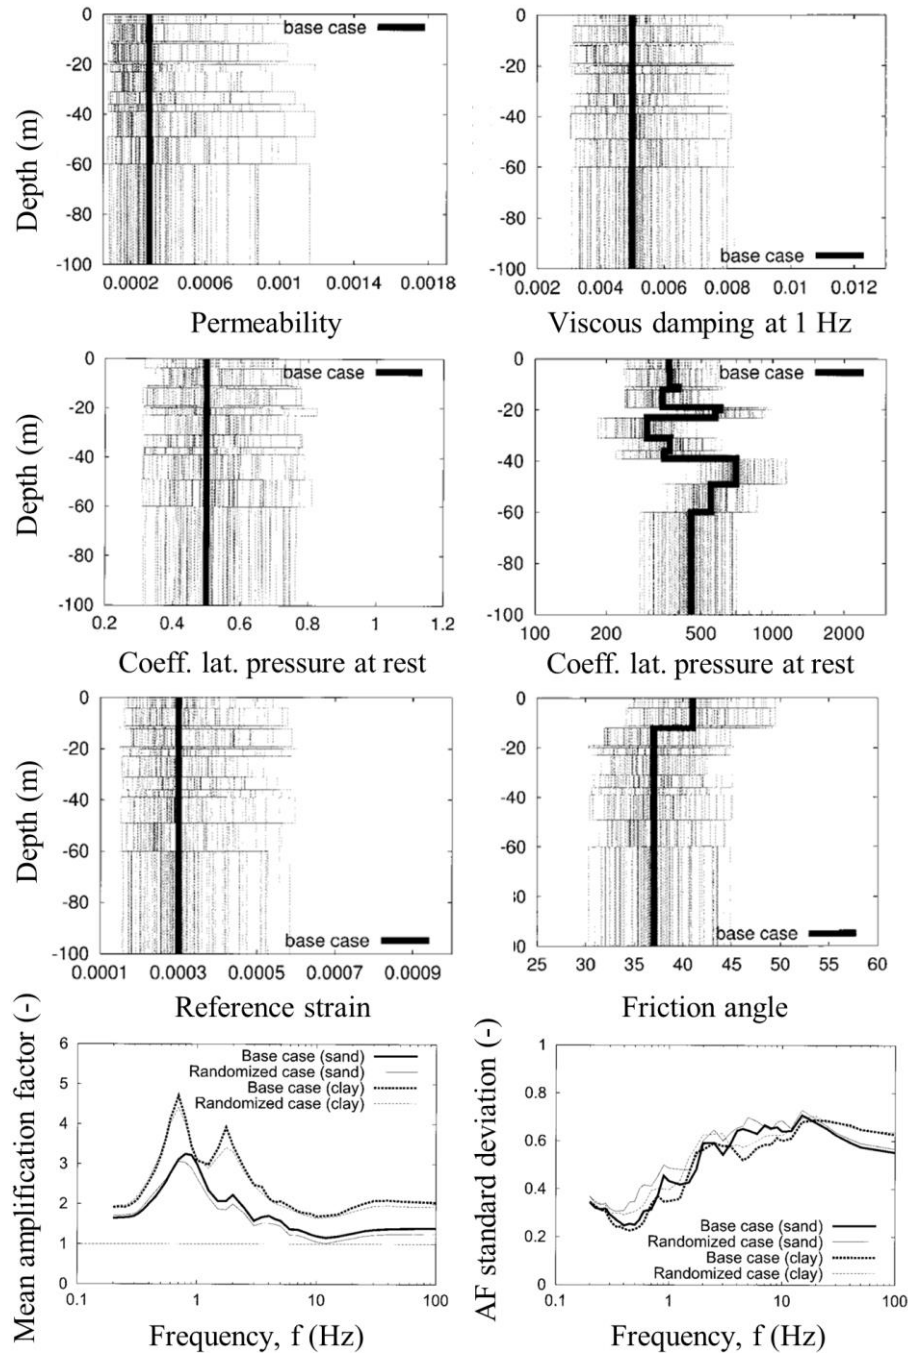 0
base case
-20
-40
-60
-80
-100
0.0002 0.0006 0.001 0.0014 0.0018
Depth (m)
Permeability
0
-20
-40
-60
-80
-100
base case
0.002 0.004 0.006 0.008 0.01 0.012
Viscous damping at 1 Hz
0
base case
-20
-40
-60
-80
-100
0.2 0.4 0.6 0.8 1 1.2
Depth (m)
Coeff. lat. pressure at rest
0
base case
-20
-40
-60
-80
-100
100 200 500 1000 2000
Coeff. lat. pressure at rest
0
-20
-40
-60
-80
-100
base case
0.0001 0.0003 0.0005 0.0007 0.0009
Depth (m)
Reference strain
0
-20
-40
-60
-80
00
base case
25 30 35 40 45 50 55 60
Friction angle
Mean amplification factor (-)
6
5
4
3
2
1
0
Base case (sand)
Randomized case (sand)
Base case (clay)
Randomized case (clay)
0.1 1 10 100
Frequency, f (Hz)
AF standard deviation (-)
1
0.8
0.6
0.4
0.2
0
Base case (sand)
Randomized case (sand)
Base case (clay)
Randomized case (clay)
0.1 1 10 100
Frequency, f (Hz)